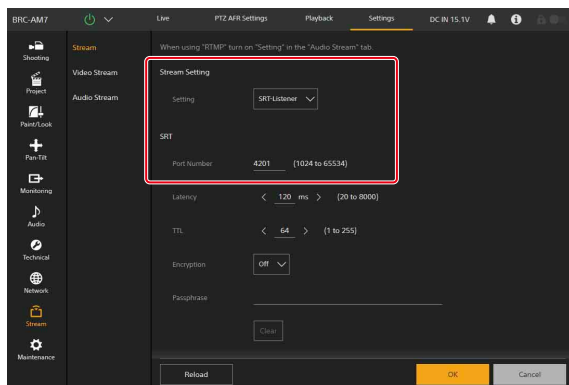 BRC-AM7 Live PTZ AFR Settings Playback Settings DC IN 15.1V
Shooting
Project
Paint/Look
Pan-Tilt
Monitoring
Audio
Technical
Network
Stream
Maintenance
Stream
Video Stream
Audio Stream
When using "RTMP" turn on "Setting" in the "Audio Stream" tab.
Stream Setting
Setting SRT-Listener
SRT
Port Number 4201 (1024 to 65534)
Latency < 120 ms > (20 to 8000)
TTL < 64 > (1 to 255)
Encryption Off
Passphrase
Clear
Reload OK Cancel